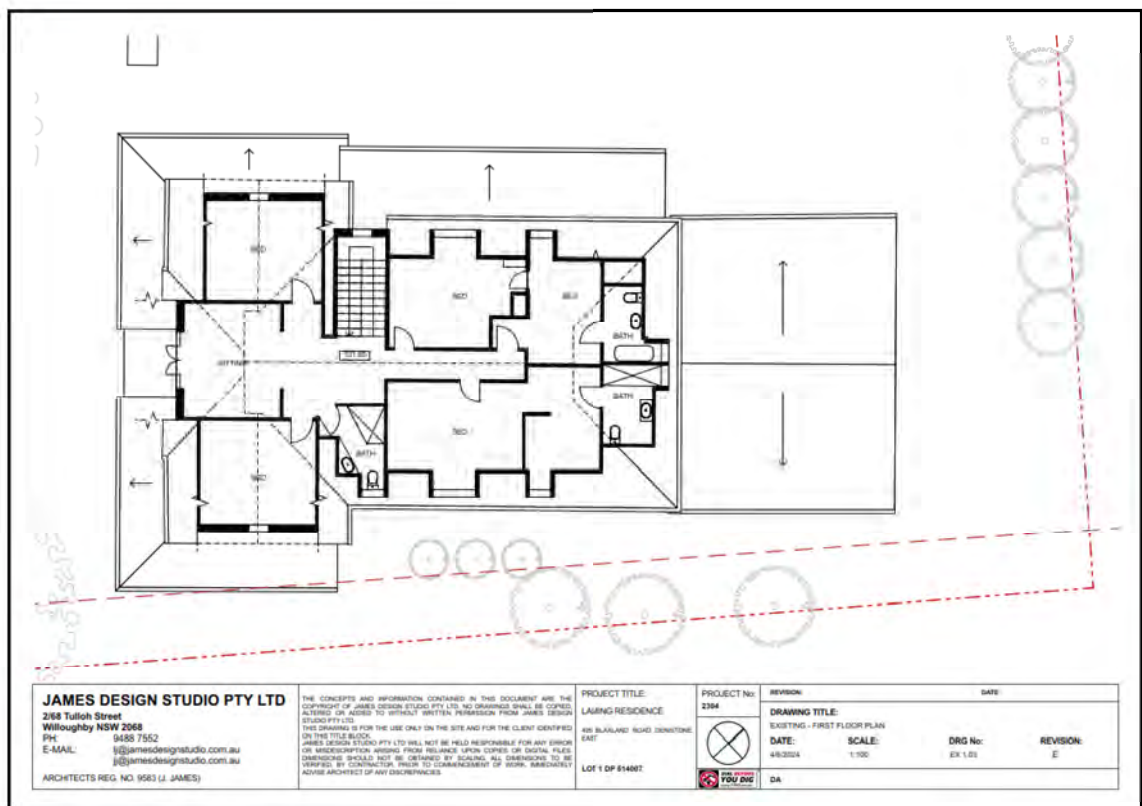 BED
BED
BED
SITTING
BATH
BATH
BED
BATH
BED
JAMES DESIGN STUDIO PTY LTD
2/68 Tulloh Street
Willoughby NSW 2068
PH: 9488 7552
E-MAIL: lj@jamesdesignstudio.com.au
jj@jamesdesignstudio.com.au
ARCHITECTS REG. NO. 9583 (J. JAMES)
THE CONCEPTS AND INFORMATION CONTAINED IN THIS DOCUMENT ARE THE
COPYRIGHT OF JAMES DESIGN STUDIO PTY LTD. NO DRAWINGS SHALL BE COPIED,
ALTERED OR ADDED TO WITHOUT WRITTEN PERMISSION FROM JAMES DESIGN
STUDIO PTY LTD.
THIS DRAWING IS FOR THE USE ONLY ON THE SITE AND FOR THE CLIENT IDENTIFIED
ON THIS TITLE BLOCK.
JAMES DESIGN STUDIO PTY LTD WILL NOT BE HELD RESPONSIBLE FOR ANY ERROR
OR MISDESCRIPTION ARISING FROM RELIANCE UPON COPIES OR DIGITAL FILES.
DIMENSIONS SHOULD NOT BE OBTAINED BY SCALING. ALL DIMENSIONS TO BE
VERIFIED, BY CONTRACTOR, PRIOR TO COMMENCEMENT OF WORK. IMMEDIATELY
ADVISE ARCHITECT OF ANY DISCREPANCIES.
PROJECT TITLE:
LAMING RESIDENCE
ROAD DENISTONE
EAST
LOT 1 DP 514007
PROJECT No:
2304
YOU DIG
REVISION: DATE:
DRAWING TITLE:
EXISTING - FIRST FLOOR PLAN
DATE: SCALE: DRG No: REVISION:
4/6/2024 1:100 EX 1.03 E
DA